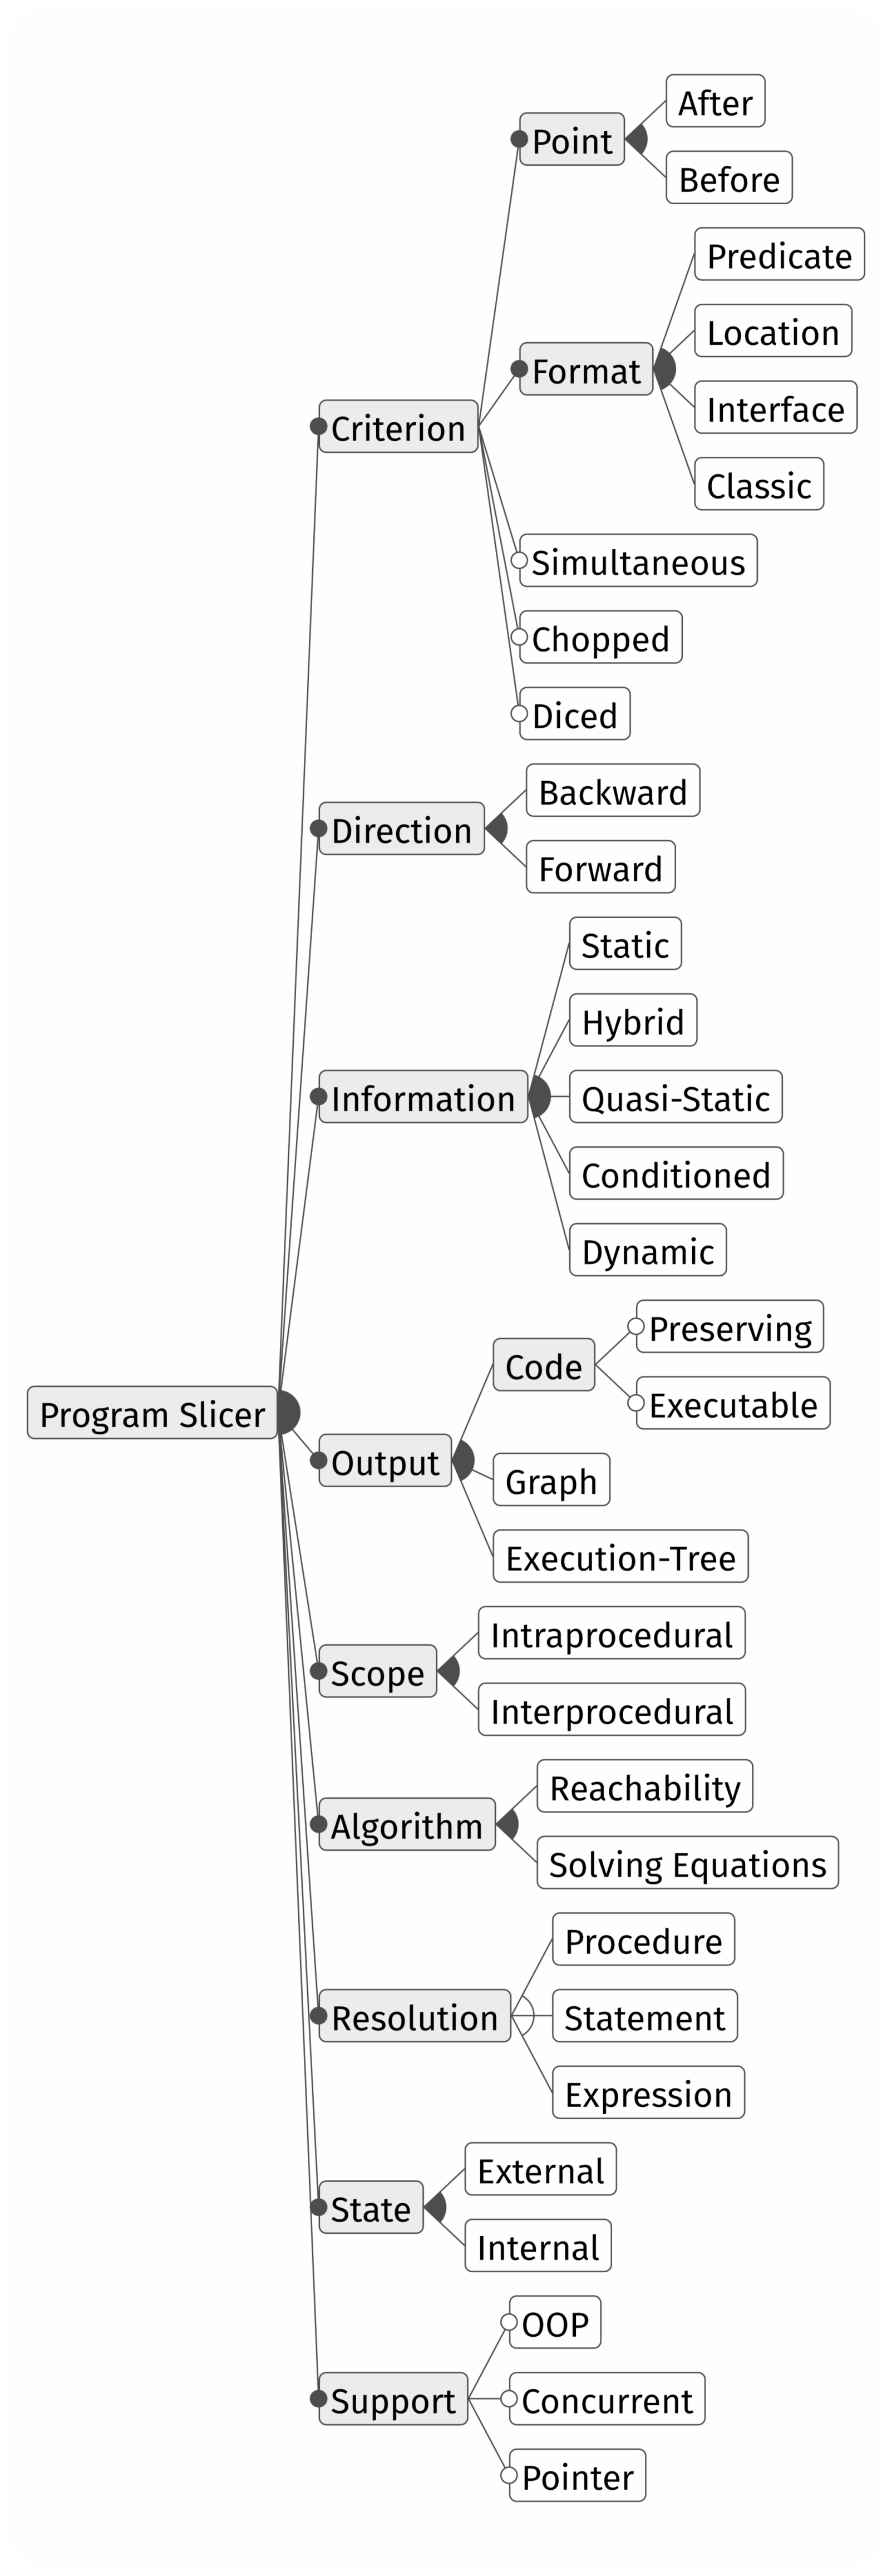 After
Point
Before
Predicate
Location
Format
Interface
Criterion
Classic
Simultaneous
Chopped
Diced
Backward
Direction
Forward
Static
Hybrid
Information
Quasi-Static
Conditioned
Dynamic
Preserving
Code
Executable
Program Slicer
Output
Graph
Execution-Tree
Intraprocedural
Scope
Interprocedural
Reachability
Algorithm
Solving Equations
Procedure
Resolution
Statement
Expression
External
State
Internal
OOP
Support
Concurrent
Pointer